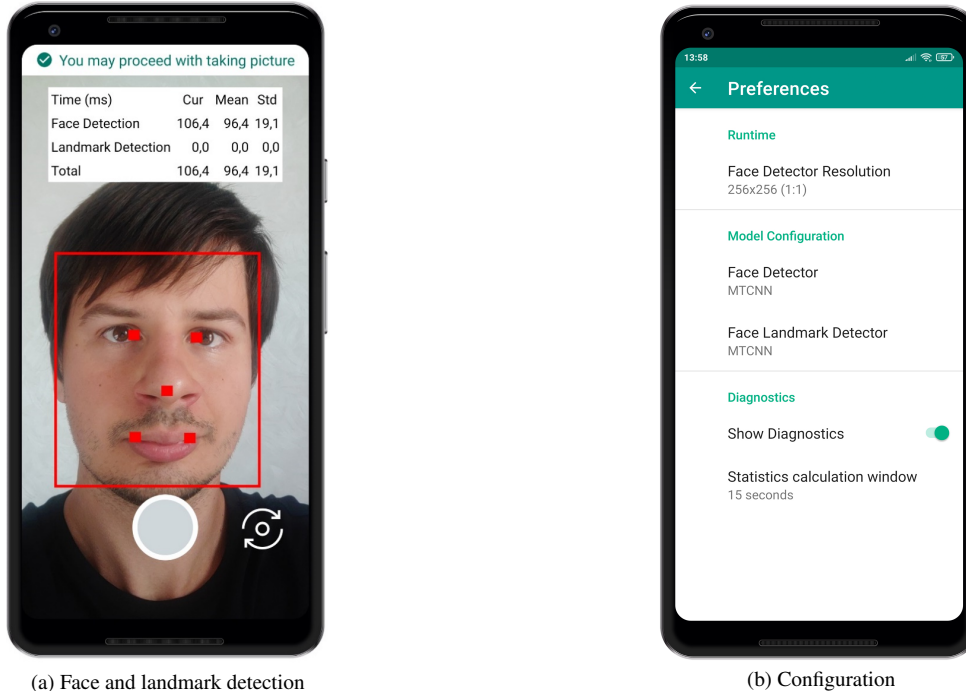 You may proceed with taking picture
Time (ms) Cur Mean Std
Face Detection 106,4 96,4 19,1
Landmark Detection 0,0 0,0 0,0
Total 106,4 96,4 19,1
(a) Face and landmark detection
13:58 67
Preferences
Runtime
Face Detector Resolution
256x256 (1:1)
Model Configuration
Face Detector
MTCNN
Face Landmark Detector
MTCNN
Diagnostics
Show Diagnostics
Statistics calculation window
15 seconds
(b) Configuration